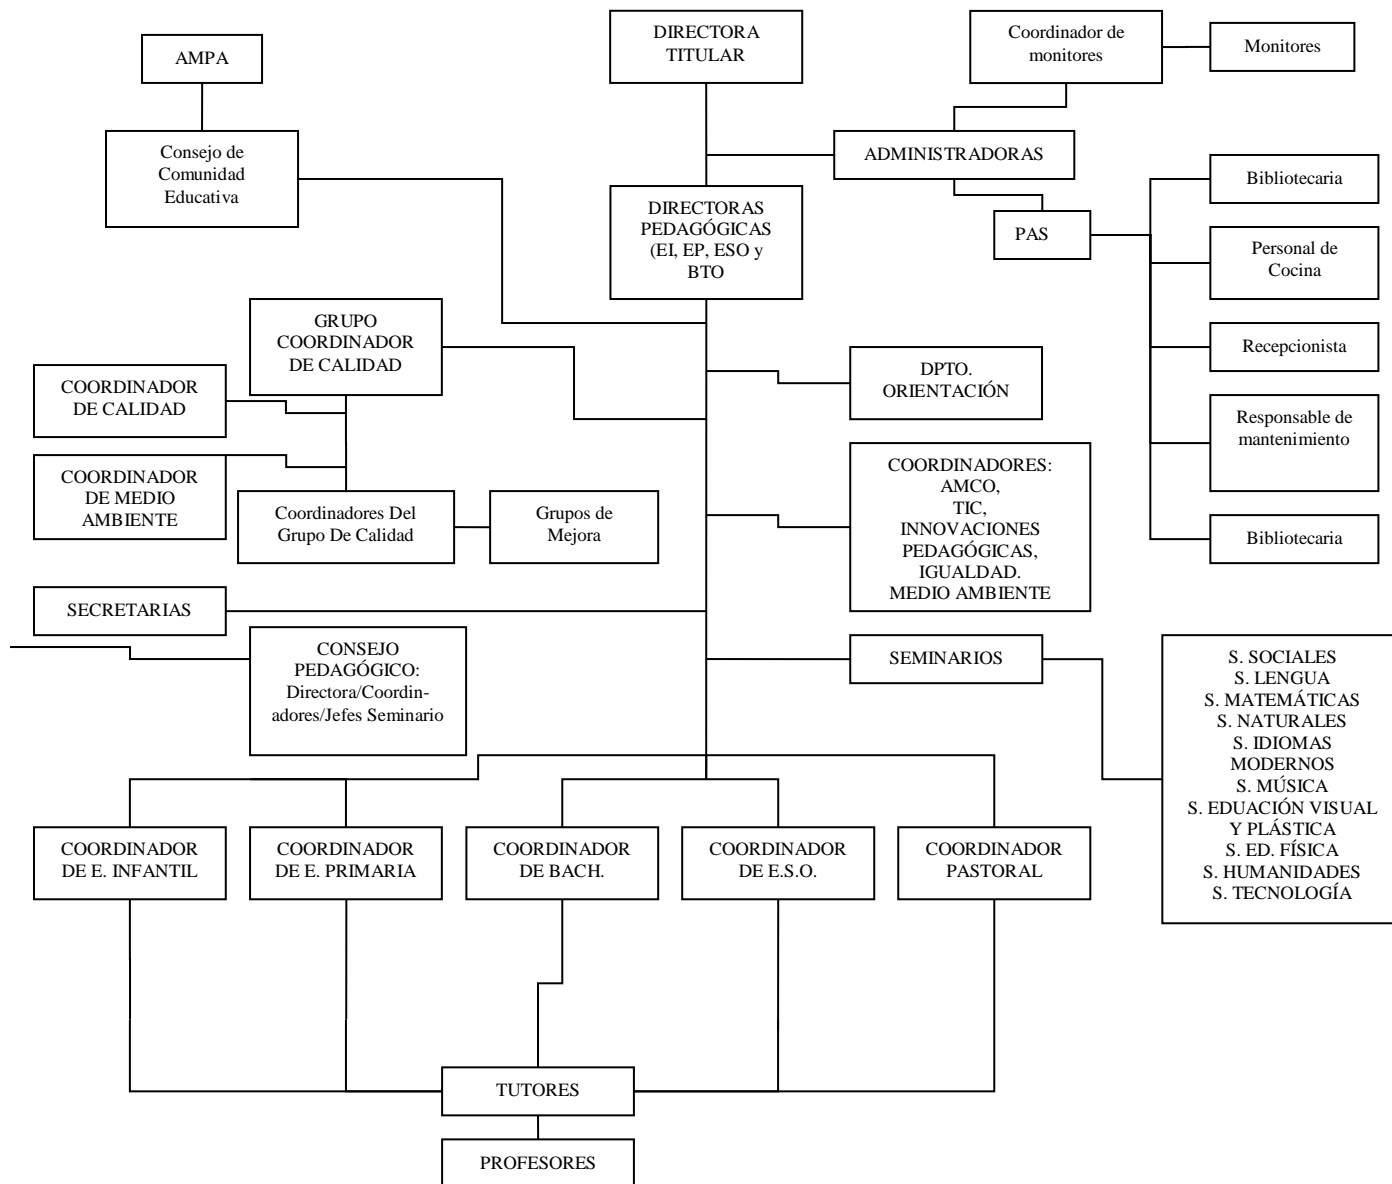 DIRECTORA
TITULAR
Coordinador de
monitores
Monitores
AMPA
Consejo de
Comunidad
Educativa
ADMINISTRADORAS
Bibliotecaria
DIRECTORAS
PEDAGÓGICAS
(EI, EP, ESO y
BTO
PAS
Personal de
Cocina
GRUPO
COORDINADOR
DE CALIDAD
Recepcionista
COORDINADOR
DE CALIDAD
DPTO.
ORIENTACIÓN
Responsable de
mantenimiento
COORDINADOR
DE MEDIO
AMBIENTE
Coordinadores Del
Grupo De Calidad
Grupos de
Mejora
COORDINADORES:
AMCO,
TIC,
INNOVACIONES
PEDAGÓGICAS,
IGUALDAD.
MEDIO AMBIENTE
Bibliotecaria
SECRETARIAS
CONSEJO
PEDAGÓGICO:
Directora/Coordin-
adores/Jefes Seminario
SEMINARIOS
S. SOCIALES
S. LENGUA
S. MATEMÁTICAS
S. NATURALES
S. IDIOMAS
MODERNOS
S. MÚSICA
S. EDUACIÓN VISUAL
Y PLÁSTICA
S. ED. FÍSICA
S. HUMANIDADES
S. TECNOLOGÍA
COORDINADOR
DE E. INFANTIL
COORDINADOR
DE E. PRIMARIA
COORDINADOR
DE BACH.
COORDINADOR
DE E.S.O.
COORDINADOR
PASTORAL
TUTORES
PROFESORES